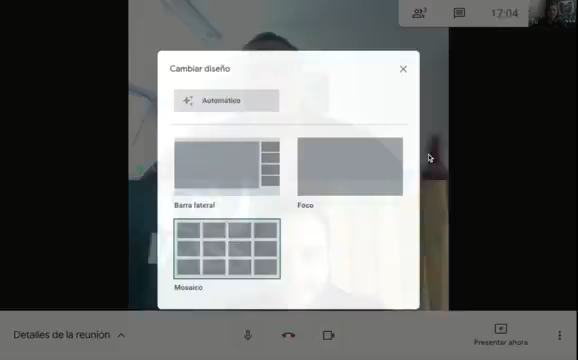 17:04
Cambiar diseño
Automático
Barra lateral
Foco
Mosaico
Detalles de la reunión
Presentar ahora